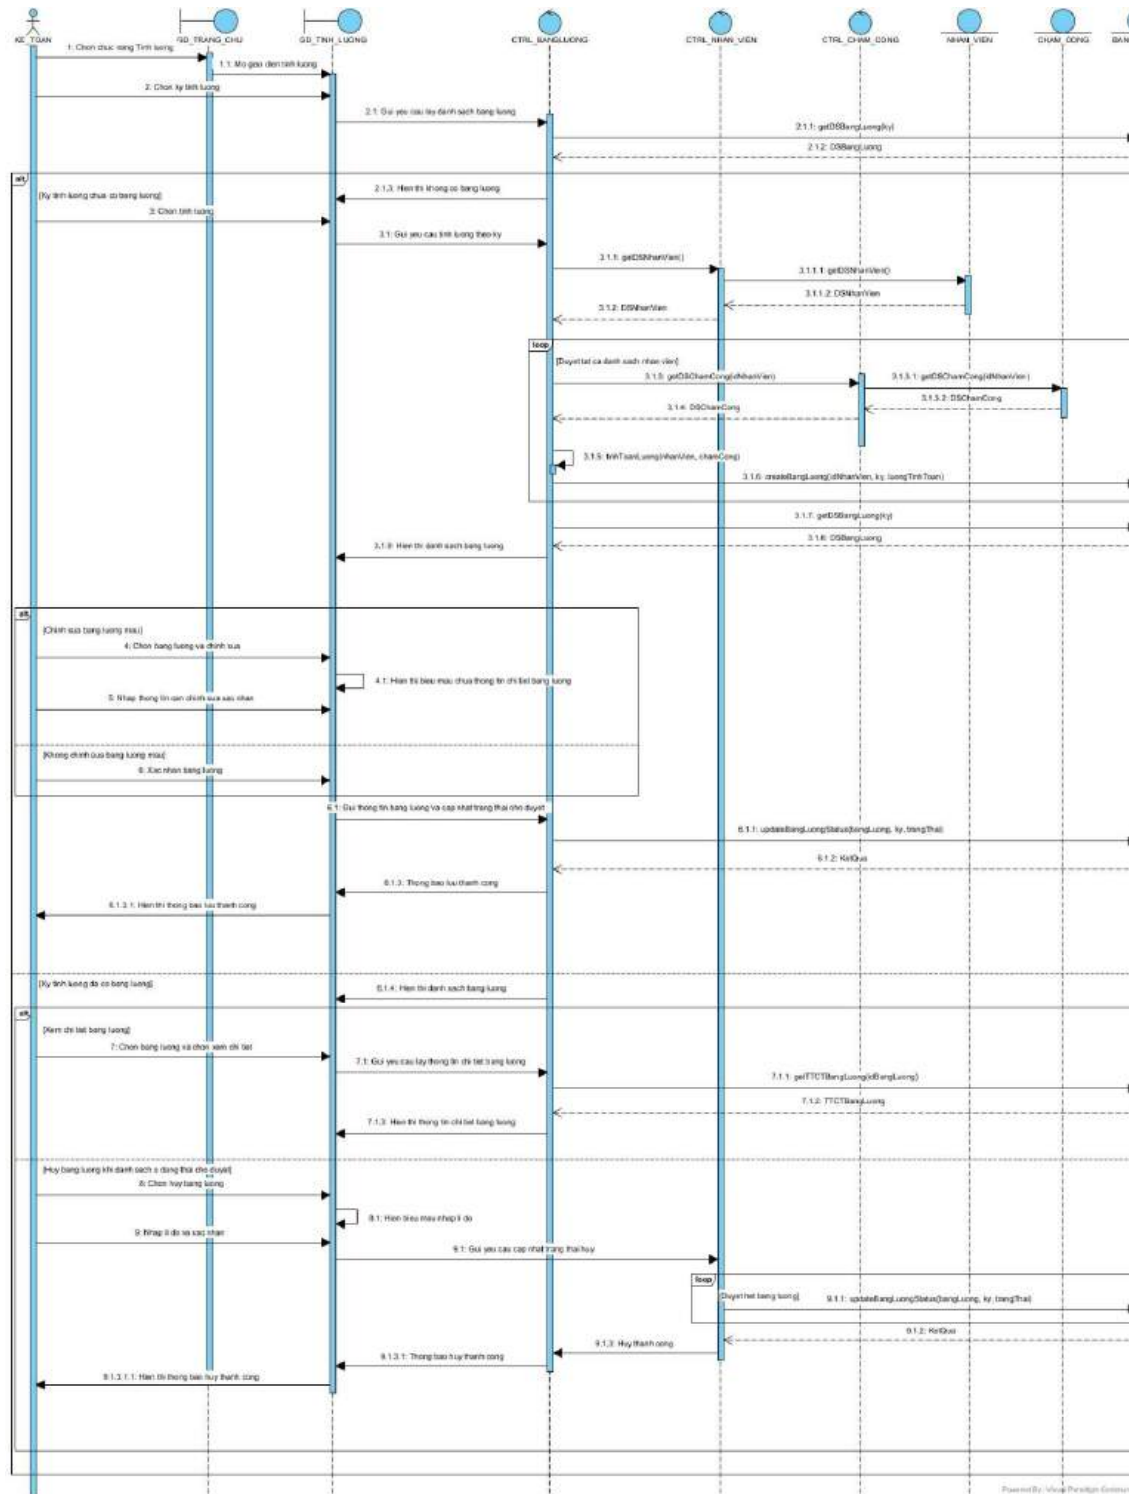 KE_TOAN
GD_TRANG_CHU
GD_TINH_LUONG
CTRL_BANGLUONG
CTRL_NHAN_VIEN
CTRL_CHAM_CONG
NHAN_VIEN
CHAM_CONG
BANG
1: Chon chuc nang Tinh luong
1.1: Mo giao dien tinh luong
2: Chon ky tinh luong
2.1: Gui yeu cau lay danh sach bang luong
2.1.1: getDSBangLuong(ky)
2.1.2: DSBangLuong
alt
[Ky tinh luong chua co bang luong]
2.1.3: Hien thi khong co bang luong
3: Chon tinh luong
3.1: Gui yeu cau tinh luong theo ky
3.1.1: getDSNhanVien()
3.1.1.1: getDSNhanVien()
3.1.1.2: DSNhanVien
3.1.2: DSNhanVien
loop
[Duyet tat ca danh sach nhan vien]
3.1.3: getDSChamCong(idNhanVien)
3.1.3.1: getDSChamCong(idNhanVien)
3.1.3.2: DSChamCong
3.1.4: DSChamCong
3.1.5: tinhToanLuong(nhanVien, chamCong)
3.1.6: createBangLuong(idNhanVien, ky, luongTinhToan)
3.1.7: getDSBangLuong(ky)
3.1.8: DSBangLuong
3.1.9: Hien thi danh sach bang luong
alt
[Chinh sua bang luong mau]
4: Chon bang luong va chinh sua
4.1: Hien thi bieu mau chua thong tin chi tiet bang luong
5: Nhap thong tin can chinh sua xac nhan
[Khong chinh sua bang luong mau]
6: Xac nhan bang luong
6.1: Gui thong tin bang luong va cap nhat trang thai cho duyet
6.1.1: updateBangLuongStatus(bangLuong, ky, trangThai)
6.1.2: KetQua
6.1.3: Thong bao luu thanh cong
6.1.3.1: Hien thi thong bao luu thanh cong
[Ky tinh luong da co bang luong]
6.1.4: Hien thi danh sach bang luong
alt
[Xem chi tiet bang luong]
7: Chon bang luong va chon xem chi tiet
7.1: Gui yeu cau lay thong tin chi tiet bang luong
7.1.1: getTTCTBangLuong(idBangLuong)
7.1.2: TTCTBangLuong
7.1.3: Hien thi thong tin chi tiet bang luong
[Huy bang luong khi danh sach o dang thai cho duyet]
8: Chon huy bang luong
8.1: Hien bieu mau nhap li do
9: Nhap li do va xac nhan
9.1: Gui yeu cau cap nhat trang thai huy
loop
[Duyet het bang luong]
9.1.1: updateBangLuongStatus(bangLuong, ky, trangThai)
9.1.2: KetQua
9.1.3: Huy thanh cong
9.1.3.1: Thong bao huy thanh cong
9.1.3.1.1: Hien thi thong bao huy thanh cong
Powered By: Visual Paradigm Commun